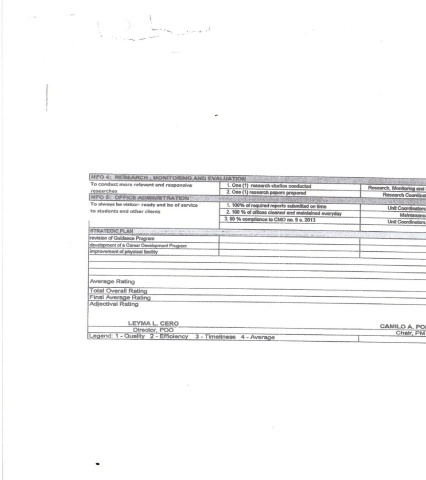 MFO 4: RESEARCH, MONITORING AND EVALUATION
To conduct more relevant and responsive researches
1. One (1) research studies conducted
Research, Monitoring and
2. One (1) research papers prepared
Research Coordinat
MFO 5: OFFICE ADMINISTRATION
To always be visitor-ready and be of service to students and other clients
1. 100% of required reports submitted on time
Unit Coordinators
2. 100 % of offices cleaned and maintained everyday
Maintenance
3. 80 % compliance to CMO no. 9 s. 2013
Unit Coordinators
STRATEGIC PLAN
revision of Guidance Program
development of a Career Development Program
improvement of physical facility
Average Rating
Total Overall Rating
Final Average Rating
Adjectival Rating
LEYMA L. CERO
CAMILO A. PO
Director, POO
Chair, PM
Legend: 1 - Quality 2 - Efficiency 3 - Timeliness 4 - Average